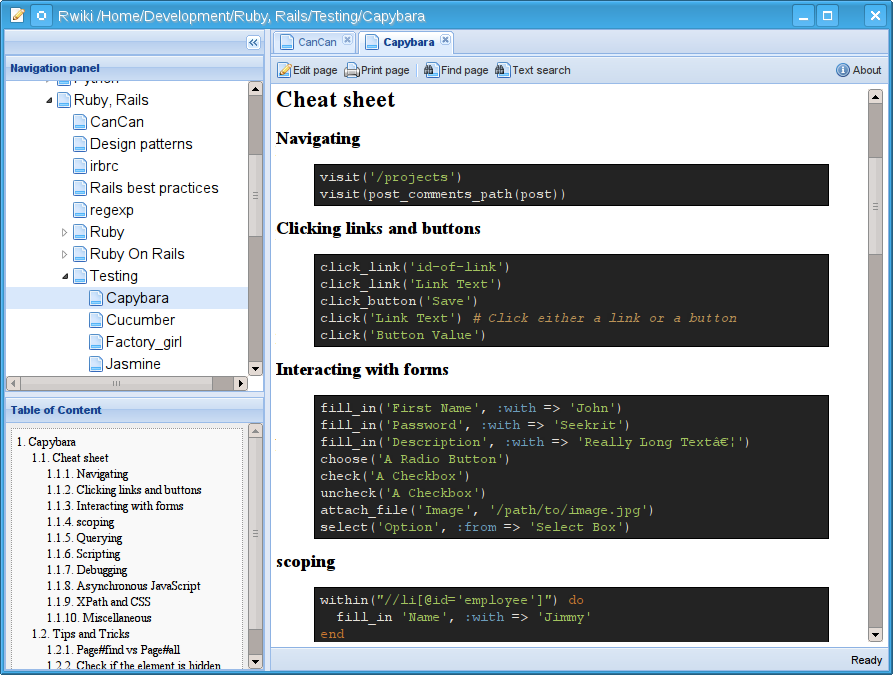 Rwiki /Home/Development/Ruby, Rails/Testing/Capybara
Navigation panel
Python
Ruby, Rails
CanCan
Design patterns
irbrc
Rails best practices
regexp
Ruby
Ruby On Rails
Testing
Capybara
Cucumber
Factory_girl
Jasmine
Table of Content
1. Capybara
1.1. Cheat sheet
1.1.1. Navigating
1.1.2. Clicking links and buttons
1.1.3. Interacting with forms
1.1.4. scoping
1.1.5. Querying
1.1.6. Scripting
1.1.7. Debugging
1.1.8. Asynchronous JavaScript
1.1.9. XPath and CSS
1.1.10. Miscellaneous
1.2. Tips and Tricks
1.2.1. Page#find vs Page#all
1.2.2. Check if the element is hidden
CanCan Capybara
Edit page Print page Find page Text search About
Cheat sheet
Navigating
visit('/projects')
visit(post_comments_path(post))
Clicking links and buttons
click_link('id-of-link')
click_link('Link Text')
click_button('Save')
click('Link Text') # Click either a link or a button
click('Button Value')
Interacting with forms
fill_in('First Name', :with => 'John')
fill_in('Password', :with => 'Seekrit')
fill_in('Description', :with => 'Really Long Textâ€¦')
choose('A Radio Button')
check('A Checkbox')
uncheck('A Checkbox')
attach_file('Image', '/path/to/image.jpg')
select('Option', :from => 'Select Box')
scoping
within("//li[@id='employee']") do
  fill_in 'Name', :with => 'Jimmy'
end
Ready